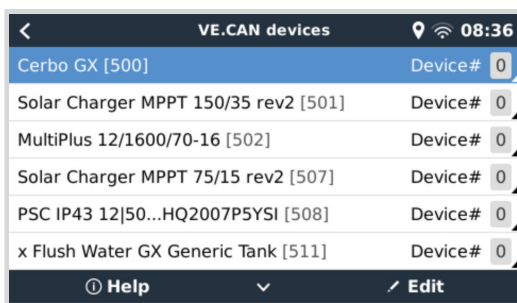 VE.CAN devices 08:36
Cerbo GX [500] Device# 0
Solar Charger MPPT 150/35 rev2 [501] Device# 0
MultiPlus 12/1600/70-16 [502] Device# 0
Solar Charger MPPT 75/15 rev2 [507] Device# 0
PSC IP43 12|50...HQ2007P5YSI [508] Device# 0
x Flush Water GX Generic Tank [511] Device# 0
Help Edit